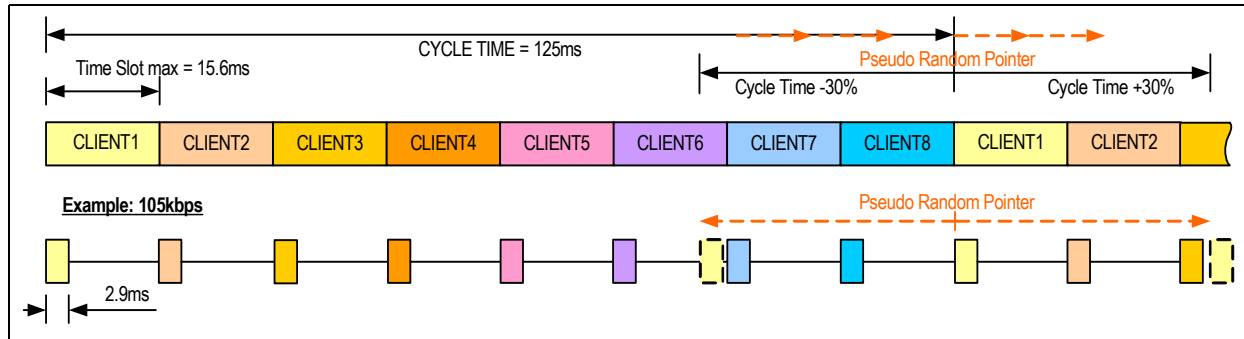 CYCLE TIME = 125ms
Time Slot max = 15.6ms
Pseudo Random Pointer
Cycle Time -30%
Cycle Time +30%
CLIENT1 CLIENT2 CLIENT3 CLIENT4 CLIENT5 CLIENT6 CLIENT7 CLIENT8 CLIENT1 CLIENT2
Example: 105kbps
Pseudo Random Pointer
2.9ms